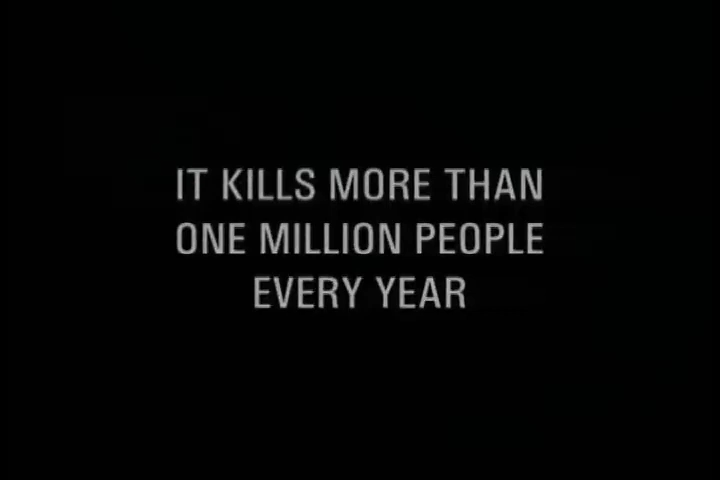 IT KILLS MORE THAN
ONE MILLION PEOPLE
EVERY YEAR